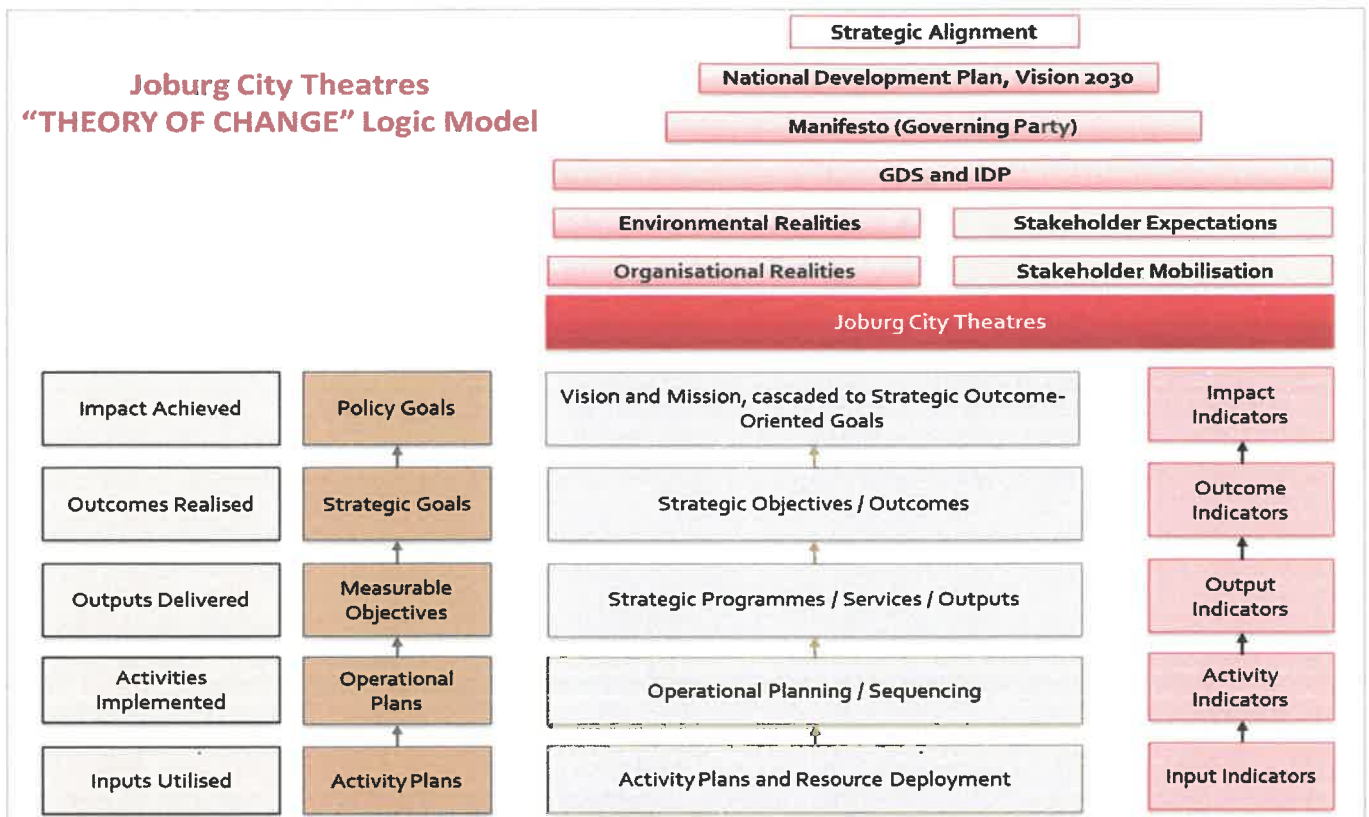 Joburg City Theatres
“THEORY OF CHANGE” Logic Model
Strategic Alignment
National Development Plan, Vision 2030
Manifesto (Governing Party)
GDS and IDP
Environmental Realities
Stakeholder Expectations
Organisational Realities
Stakeholder Mobilisation
Joburg City Theatres
Impact Achieved
Policy Goals
Vision and Mission, cascaded to Strategic Outcome-
Oriented Goals
Impact
Indicators
Outcomes Realised
Strategic Goals
Strategic Objectives / Outcomes
Outcome
Indicators
Outputs Delivered
Measurable
Objectives
Strategic Programmes / Services / Outputs
Output
Indicators
Activities
Implemented
Operational
Plans
Operational Planning / Sequencing
Activity
Indicators
Inputs Utilised
Activity Plans
Activity Plans and Resource Deployment
Input Indicators